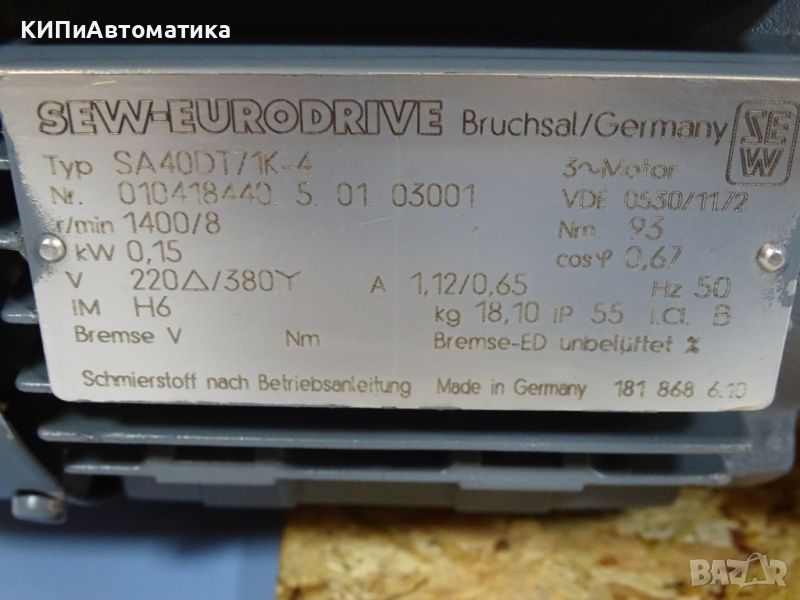 КИПиАвтоматика
SEW-EURODRIVE Bruchsal/Germany SEW
Typ SA40DT71K-4 3~Motor
Nr. 010418440. 5. 01 03001 VDE 0530/11.72
r/min 1400/8 Nm 93
kW 0,15 cosφ 0,67
V 220△/380Y A 1,12/0,65 Hz 50
IM H6 kg 18,10 IP 55 I.Cl. B
Bremse V Nm Bremse-ED unbelüftet %
Schmierstoff nach Betriebsanleitung Made in Germany 181 868 6.10
BAZAR